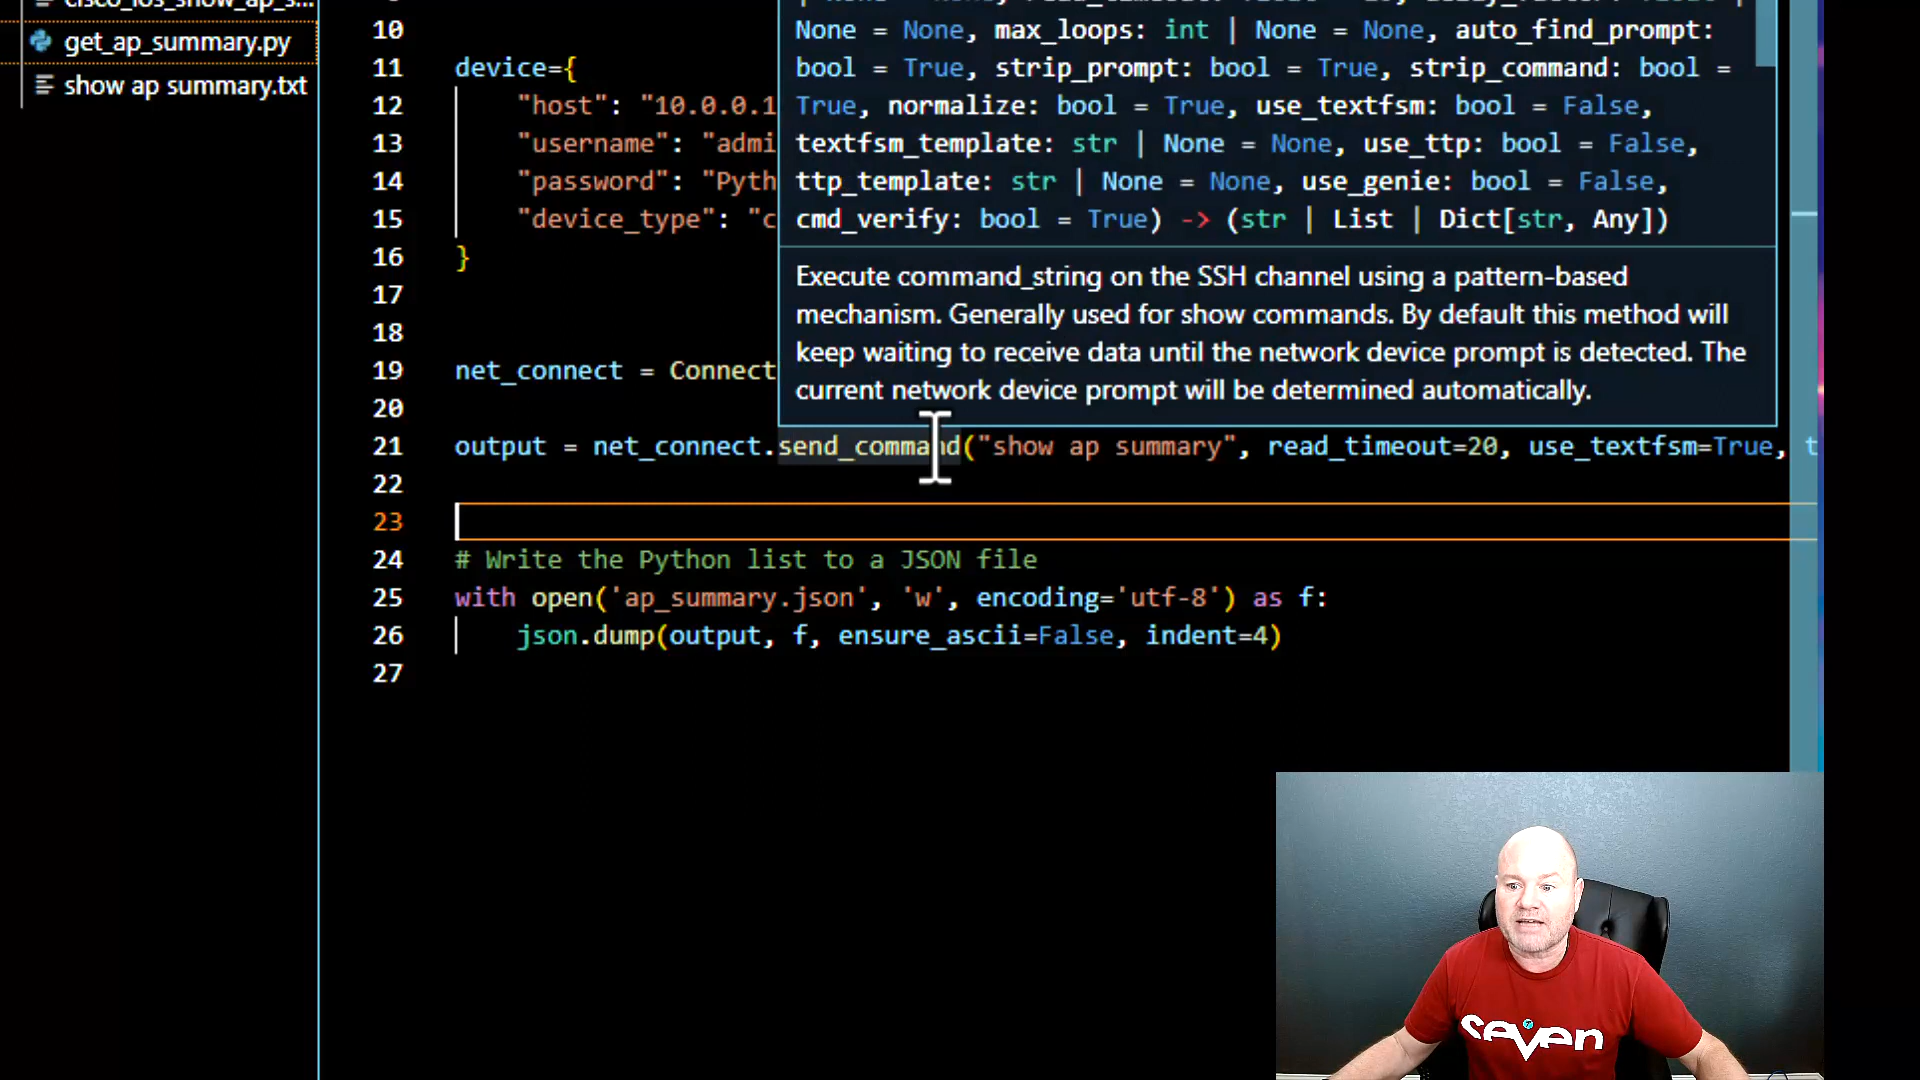 get_ap_summary.py
show ap summary.txt
10
11 device={
12 "host": "10.0.0.1
13 "username": "admi
14 "password": "Pyth
15 "device_type": "c
16 }
17
18
19 net_connect = Connect
20
21 output = net_connect.send_command("show ap summary", read_timeout=20, use_textfsm=True, t
22
23
24 # Write the Python list to a JSON file
25 with open('ap_summary.json', 'w', encoding='utf-8') as f:
26 json.dump(output, f, ensure_ascii=False, indent=4)
27
None = None, max_loops: int | None = None, auto_find_prompt:
bool = True, strip_prompt: bool = True, strip_command: bool =
True, normalize: bool = True, use_textfsm: bool = False,
textfsm_template: str | None = None, use_ttp: bool = False,
ttp_template: str | None = None, use_genie: bool = False,
cmd_verify: bool = True) -> (str | List | Dict[str, Any])
Execute command_string on the SSH channel using a pattern-based
mechanism. Generally used for show commands. By default this method will
keep waiting to receive data until the network device prompt is detected. The
current network device prompt will be determined automatically.
seven